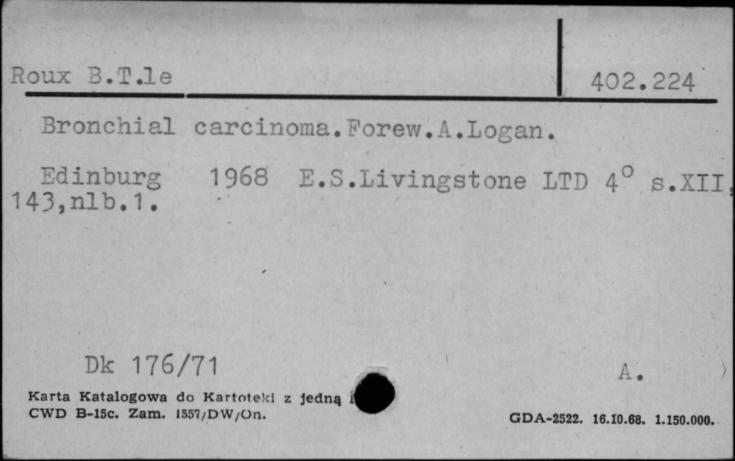 Roux B.T.le
402.224
Bronchial carcinoma.Forew.A.Logan.
Edinburg 1968 E.S.Livingstone LTD 4° s.XII,
143,nlb.1.
Dk 176/71
A.
Karta Katalogowa do Kartoteki z jedną
CWD B-15c. Zam. 1557/DW/On.
GDA-2522. 16.10.68. 1.150.000.